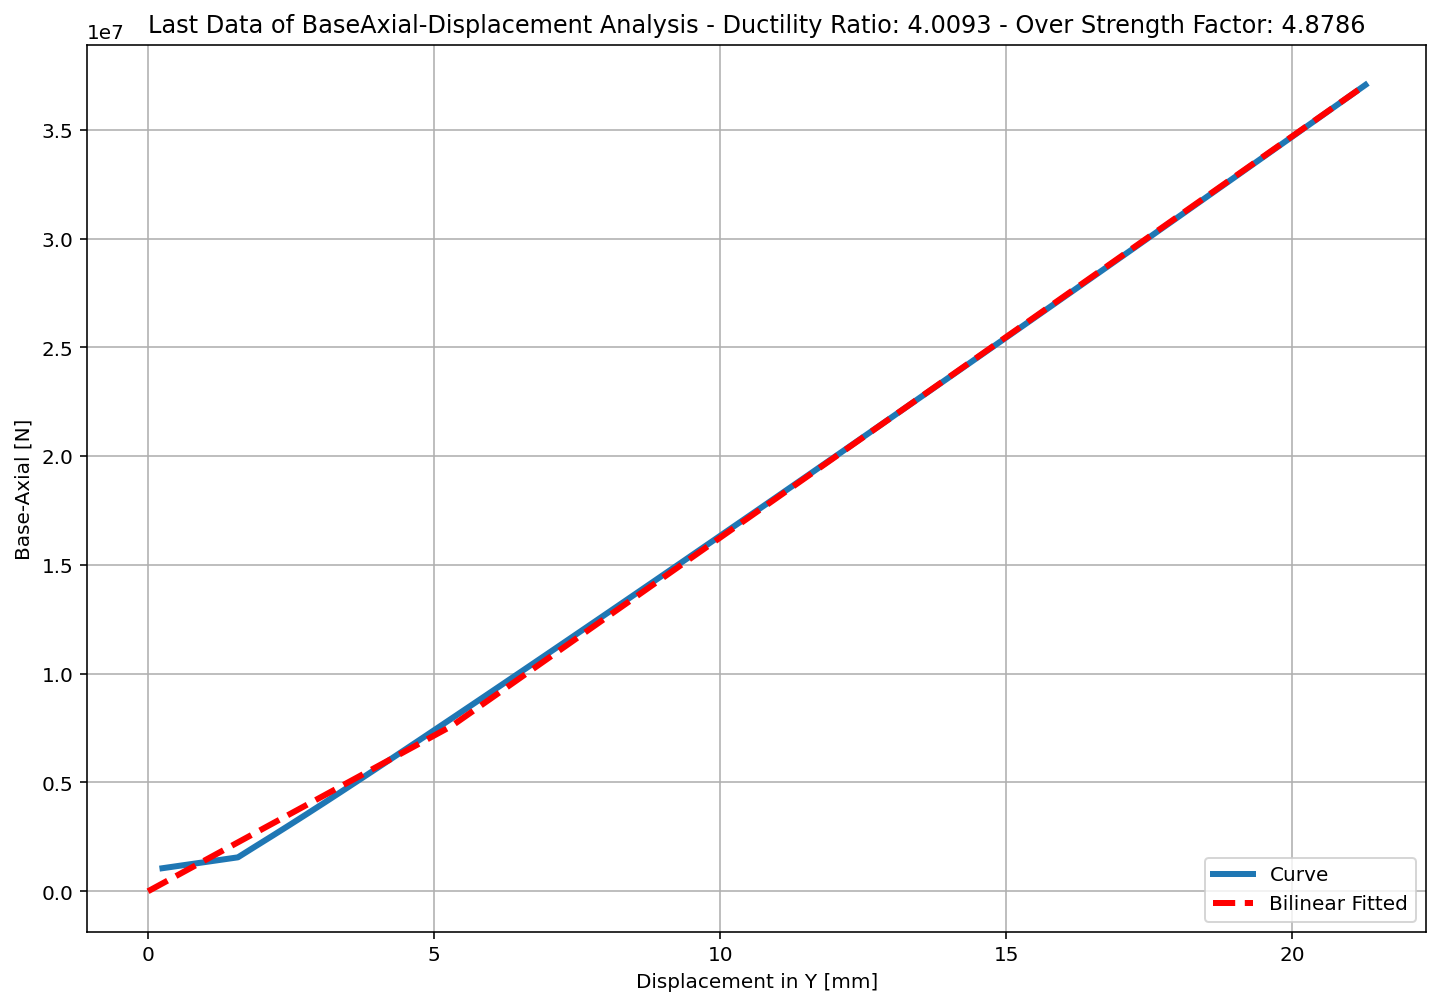 Last Data of BaseAxial-Displacement Analysis - Ductility Ratio: 4.0093 - Over Strength Factor: 4.8786
1e7
3.5
3.0
2.5
2.0
1.5
1.0
0.5
0.0
Base-Axial [N]
0 5 10 15 20
Displacement in Y [mm]
Curve
Bilinear Fitted